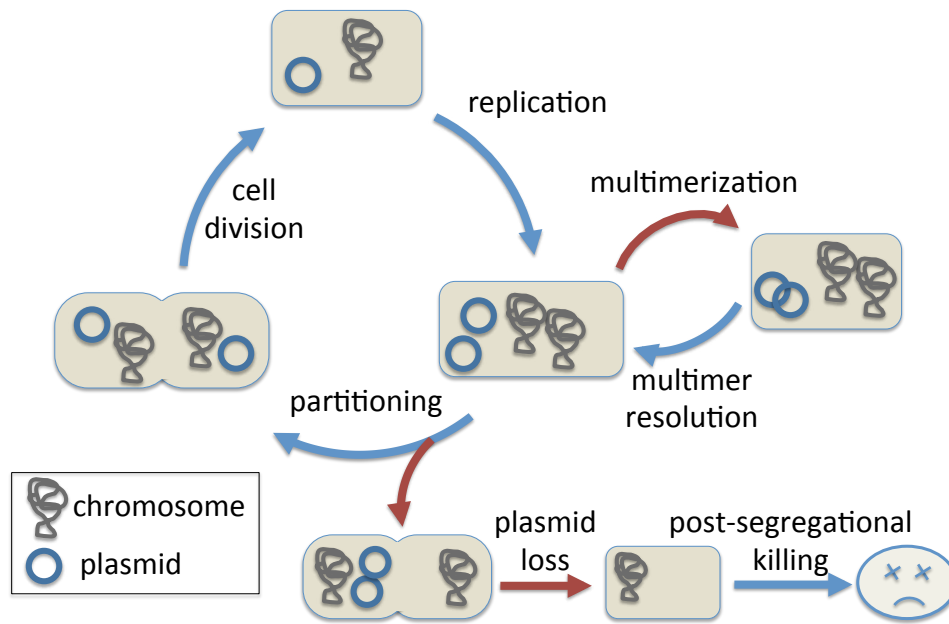 replication
multimerization
cell
division
multimer
resolution
partitioning
chromosome
plasmid
plasmid
loss
post-segregational
killing